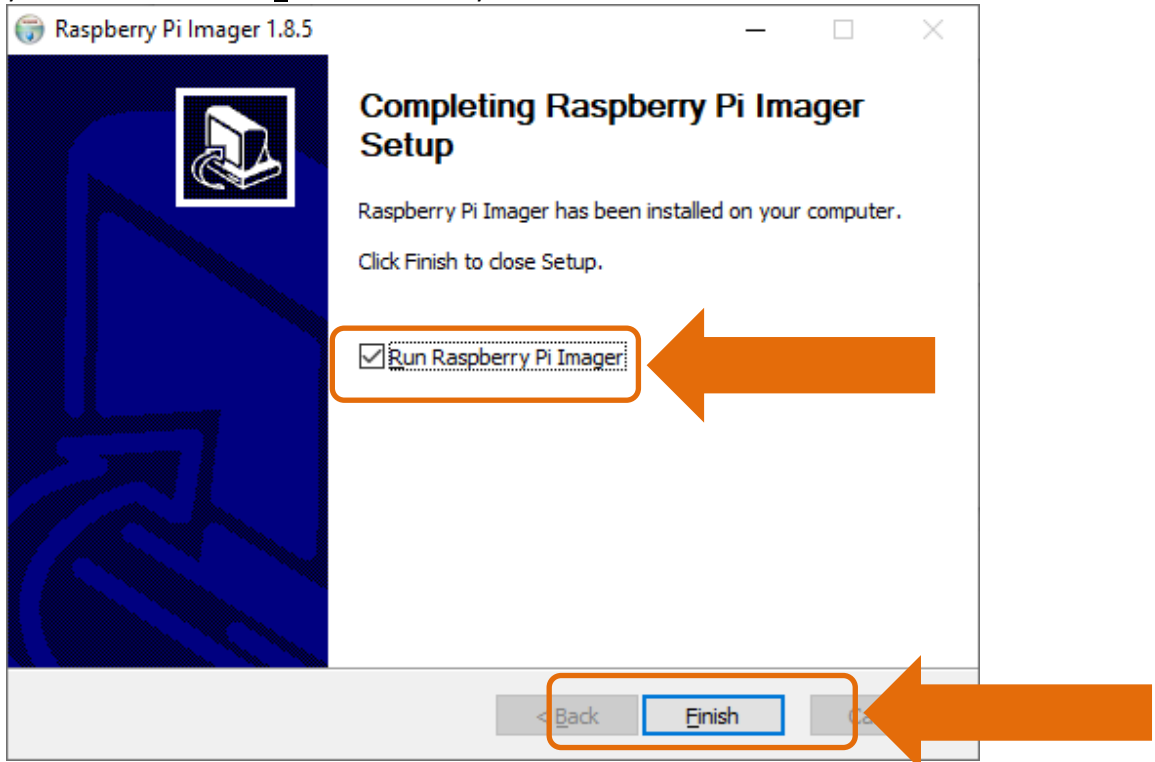 Raspberry Pi Imager 1.8.5
Completing Raspberry Pi Imager
Setup
Raspberry Pi Imager has been installed on your computer.
Click Finish to close Setup.
Run Raspberry Pi Imager
< Back Finish